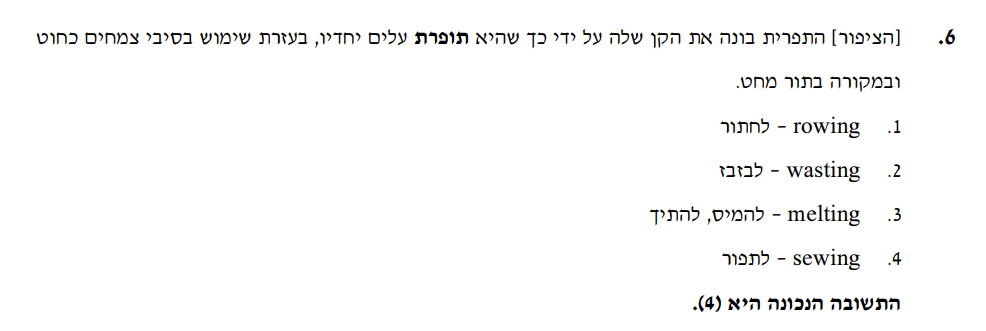 6. [הציפור] התפרית בונה את הקן שלה על ידי כך שהיא תופרת עלים יחדיו, בעזרת שימוש בסיבי צמחים כחוט
ובמקורה בתור מחט.
1. rowing – לחתור
2. wasting – לבזבז
3. melting – להמיס, להתיך
4. sewing – לתפור
התשובה הנכונה היא (4).